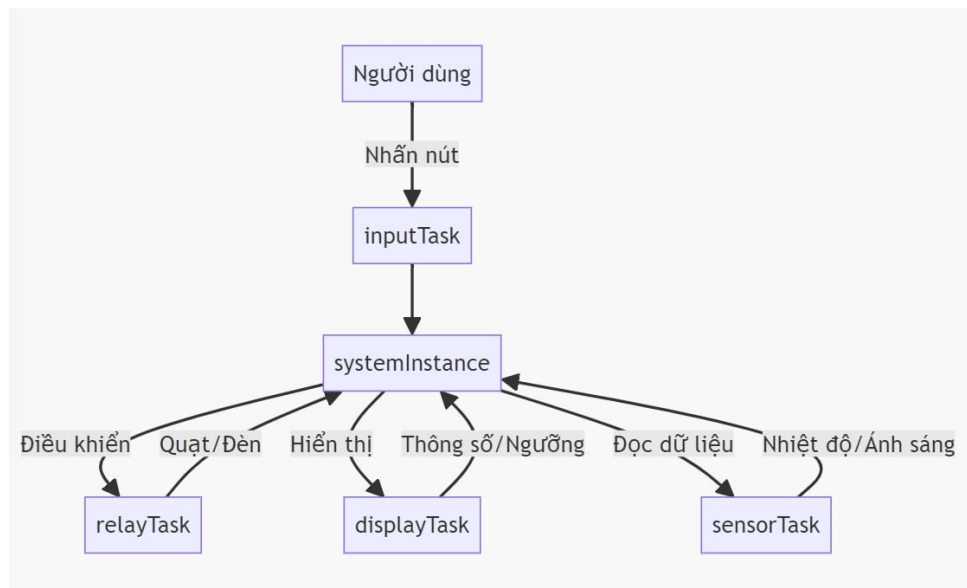 Người dùng
Nhấn nút
inputTask
systemInstance
Điều khiển
Quạt/Đèn
Hiển thị
Thông số/Ngưỡng
Đọc dữ liệu
Nhiệt độ/Ánh sáng
relayTask
displayTask
sensorTask